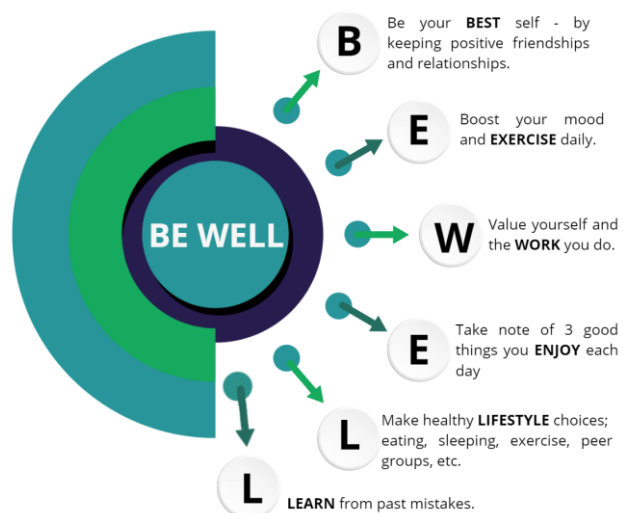 BE WELL
B
Be your BEST self - by
keeping positive friendships
and relationships.
E
Boost your mood
and EXERCISE daily.
W
Value yourself and
the WORK you do.
E
Take note of 3 good
things you ENJOY each
day
L
Make healthy LIFESTYLE choices;
eating, sleeping, exercise, peer
groups, etc.
L
LEARN from past mistakes.